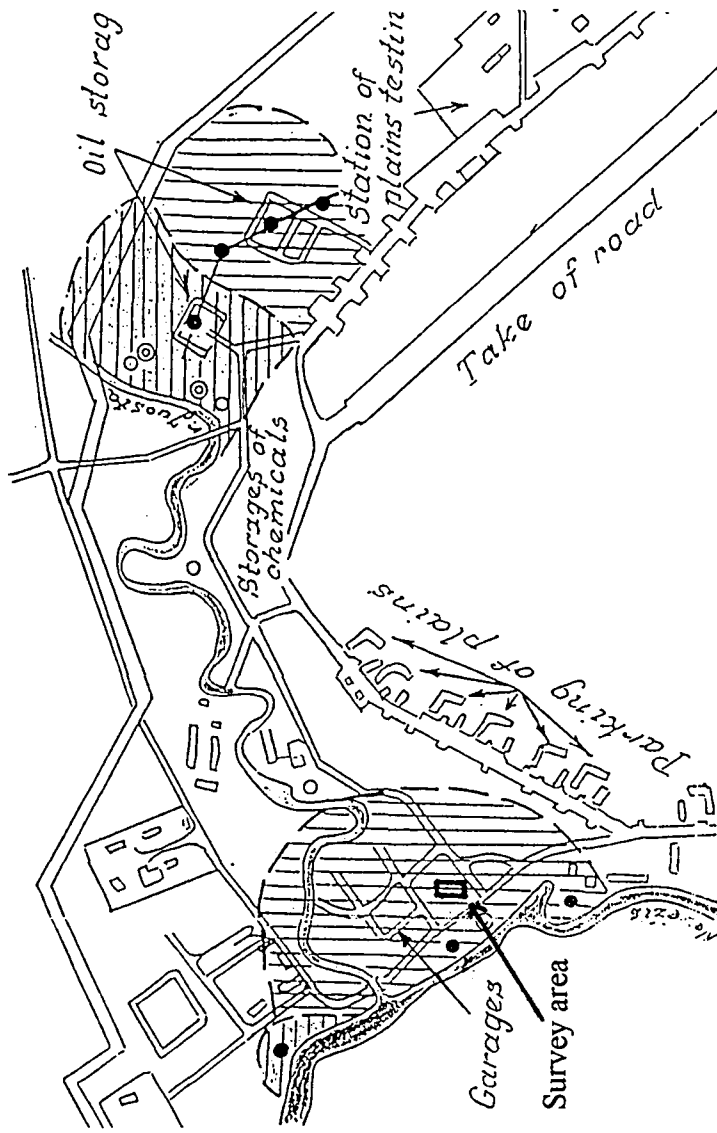 Oil storag
Station of
plains testin
Take of road
Storages of
chemicals
Parking of plains
Garages
Survey area